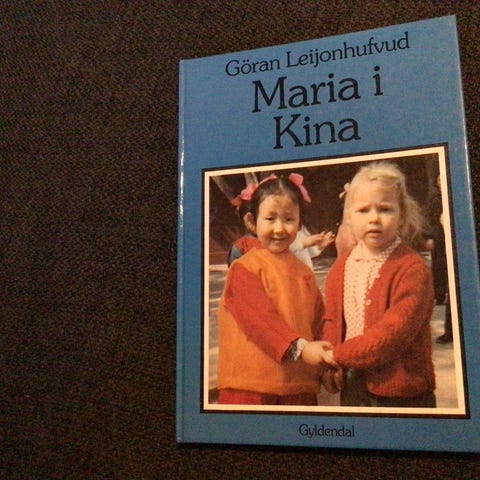 Göran Leijonhufvud
Maria i
Kina
Gyldendal